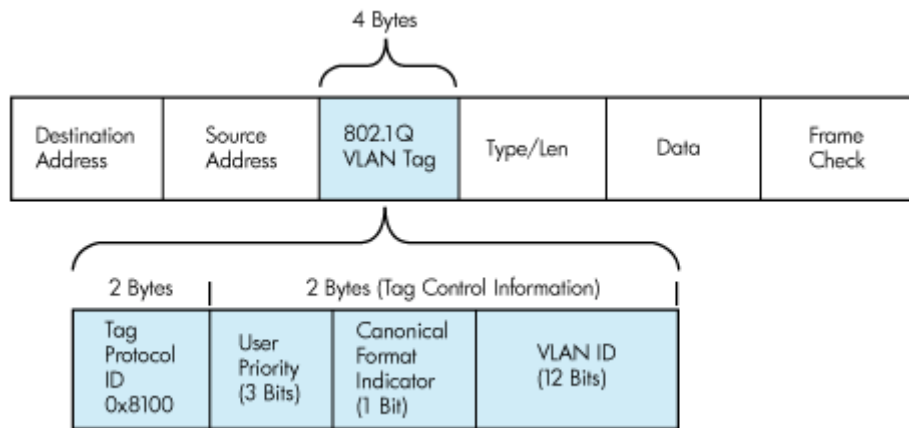 4 Bytes
Destination
Address
Source
Address
802.1Q
VLAN Tag
Type/Len
Data
Frame
Check
2 Bytes
2 Bytes (Tag Control Information)
Tag
Protocol
ID
0x8100
User
Priority
(3 Bits)
Canonical
Format
Indicator
(1 Bit)
VLAN ID
(12 Bits)